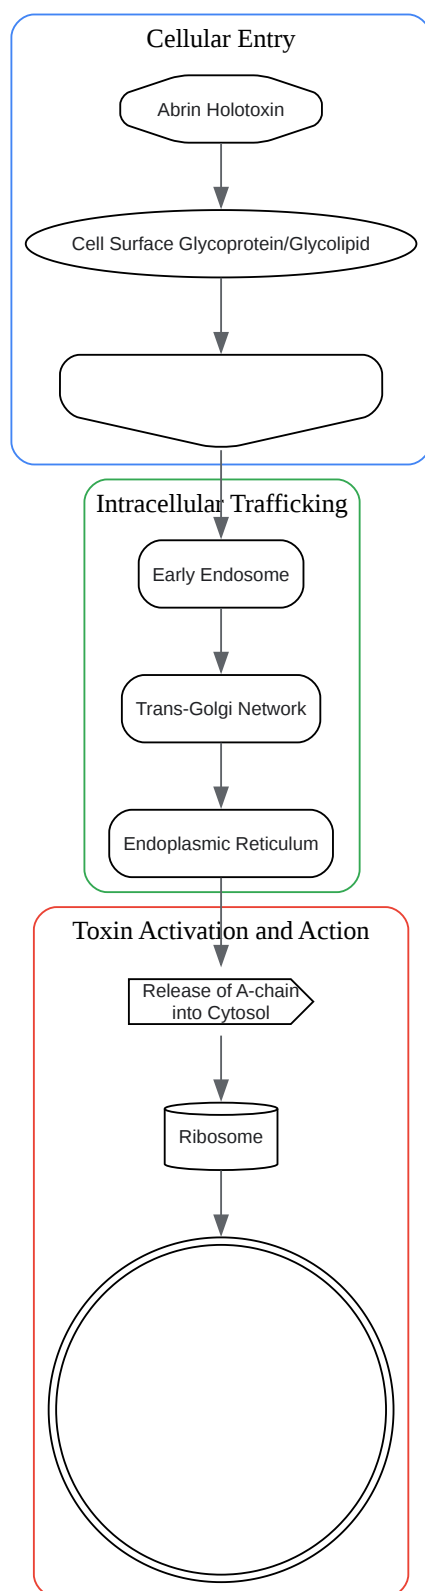 Cellular Entry
Abrin Holotoxin
Cell Surface Glycoprotein/Glycolipid
Intracellular Trafficking
Early Endosome
Trans-Golgi Network
Endoplasmic Reticulum
Toxin Activation and Action
Release of A-chain
into Cytosol
Ribosome